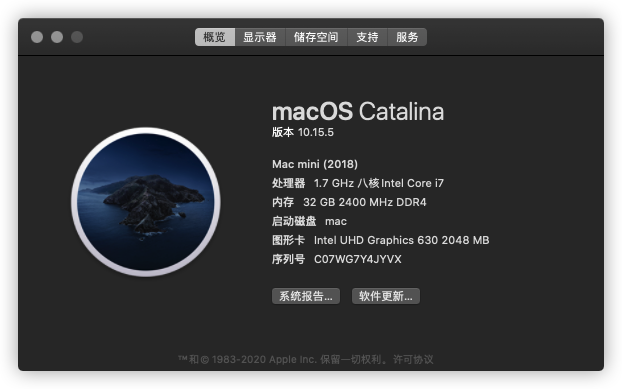 概览 显示器 储存空间 支持 服务
macOS Catalina
版本 10.15.5
Mac mini (2018)
处理器 1.7 GHz 八核Intel Core i7
内存 32 GB 2400 MHz DDR4
启动磁盘 mac
图形卡 Intel UHD Graphics 630 2048 MB
序列号 C07WG7Y4JYVX
系统报告... 软件更新...
™和© 1983-2020 Apple Inc. 保留一切权利。许可协议